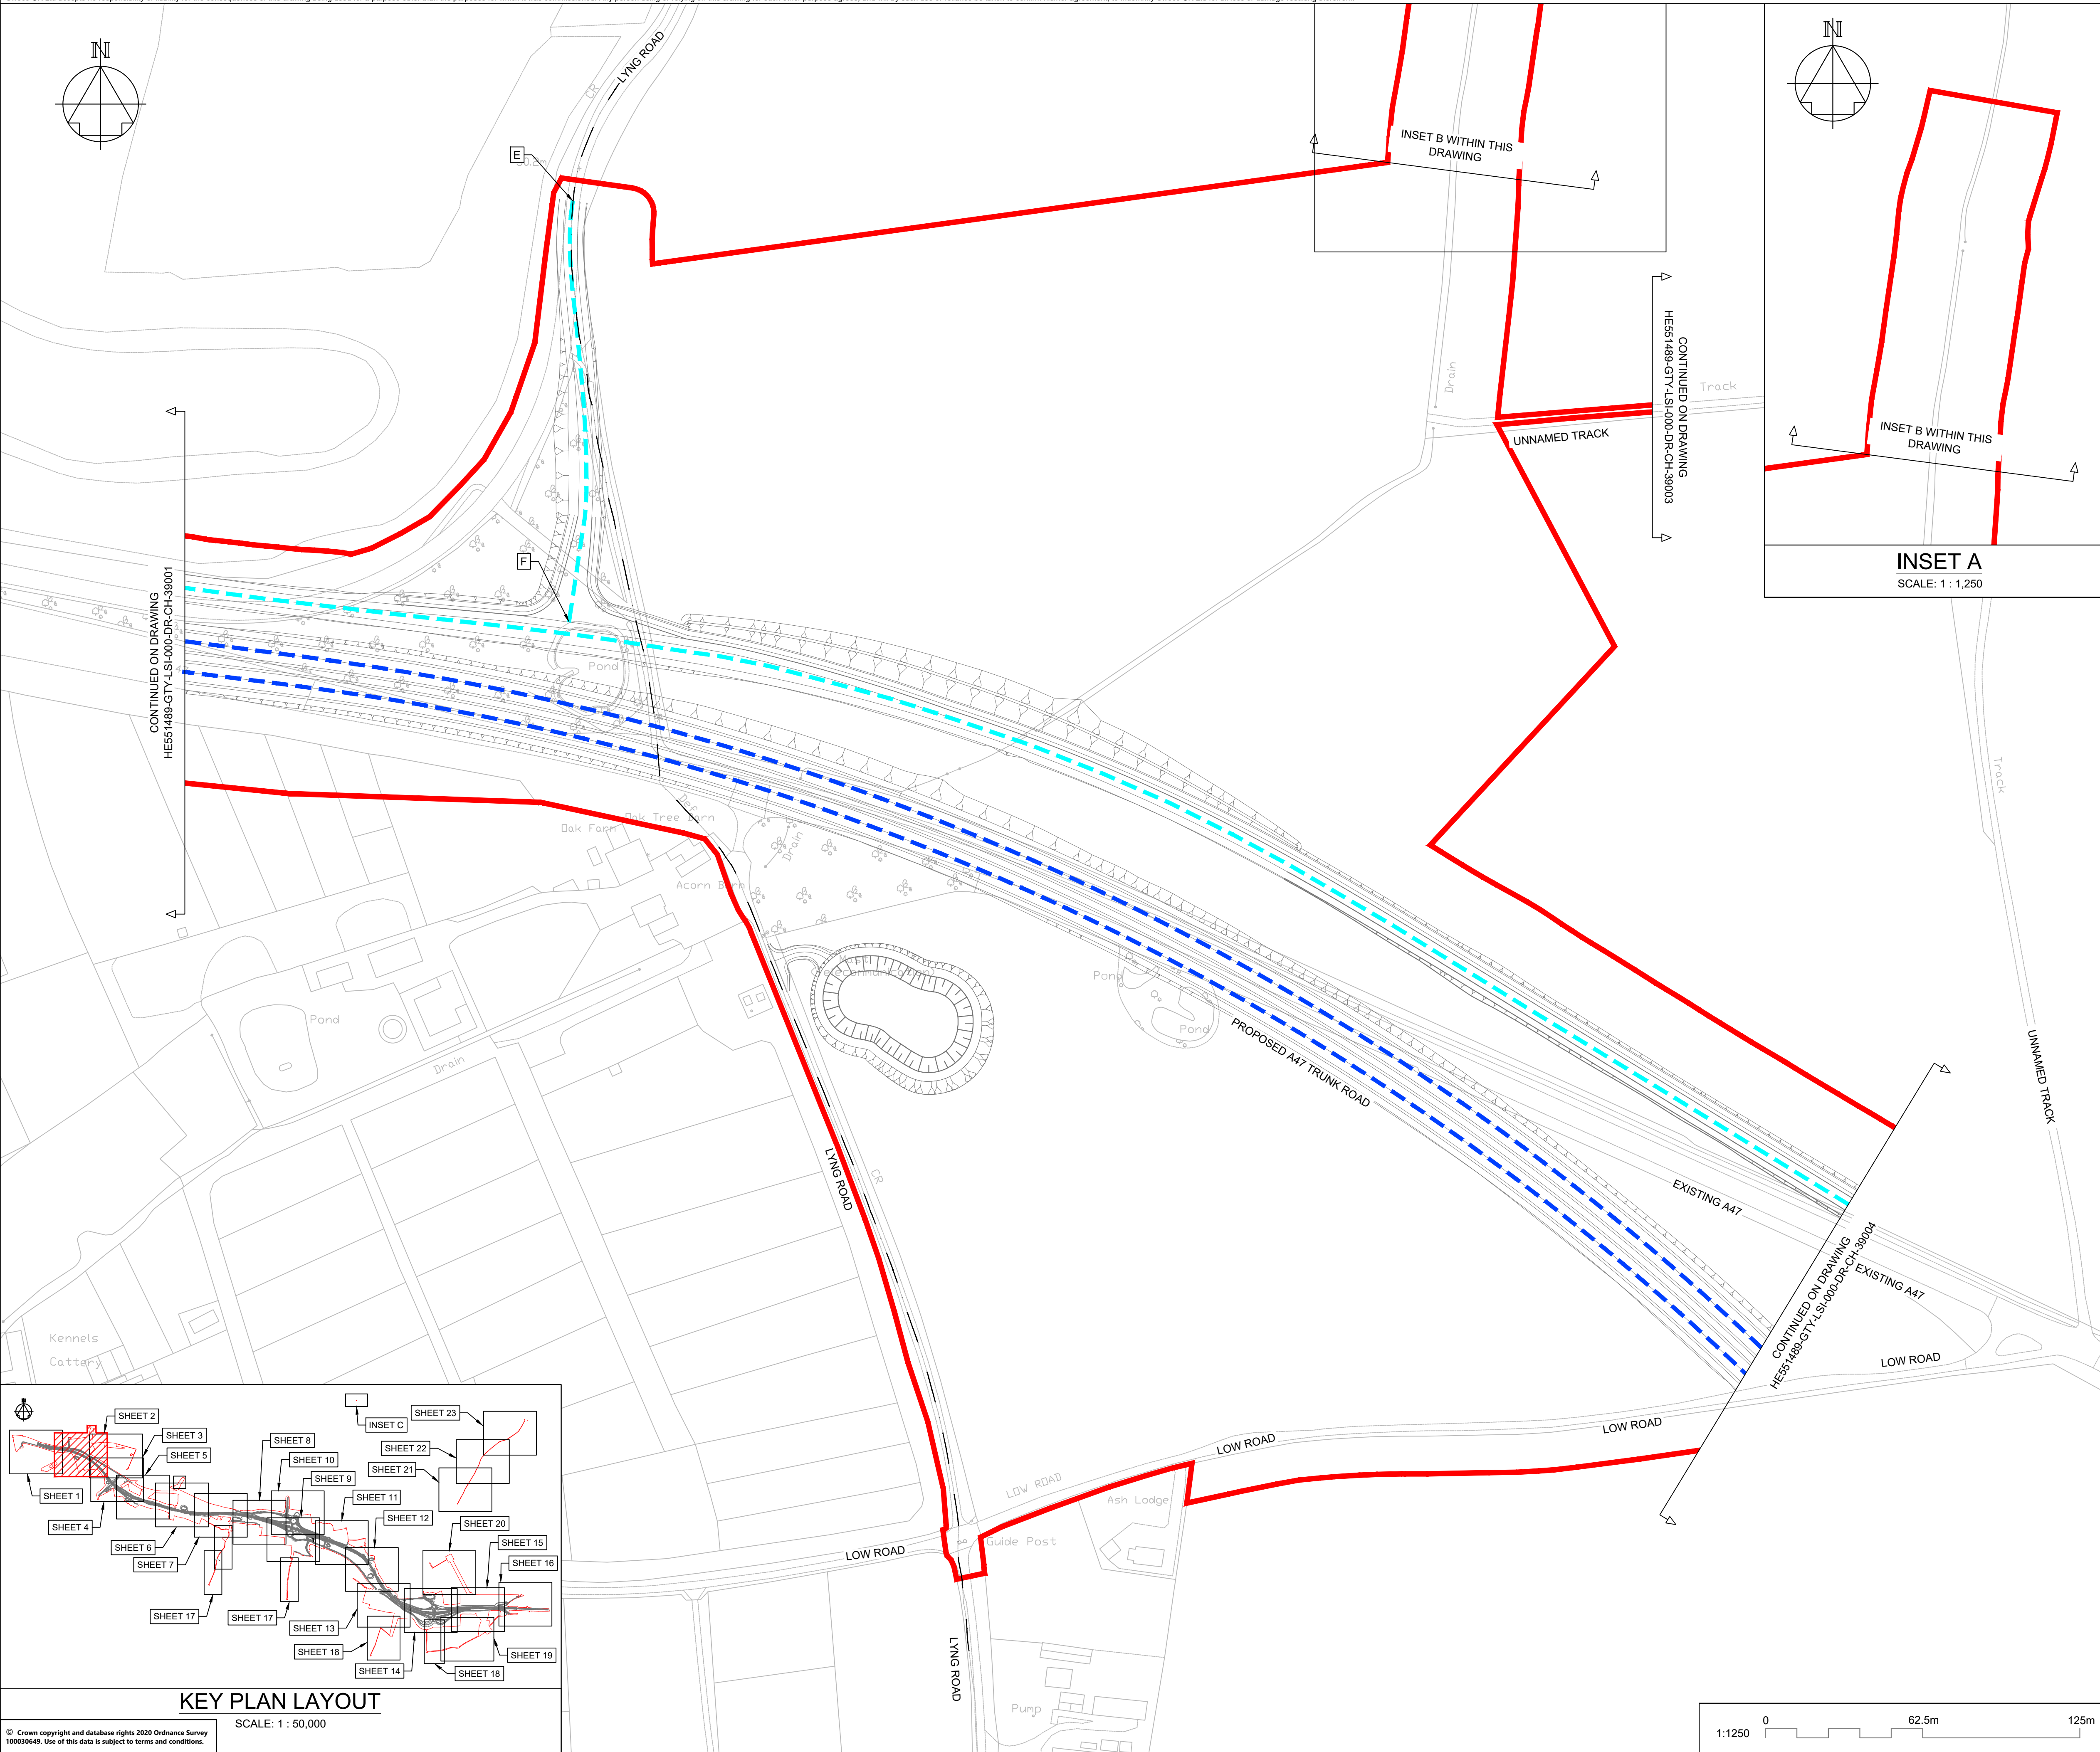 N
N
LYNG ROAD
CR
E
INSET B WITHIN THIS
DRAWING
INSET B WITHIN THIS
DRAWING
INSET A
SCALE: 1 : 1,250
Drain
Track
UNNAMED TRACK
CONTINUED ON DRAWING
HE551489-GTY-LSI-000-DR-CH-39003
F
CONTINUED ON DRAWING
HE551489-GTY-LSI-000-DR-CH-39001
Pond
Def
Oak Tree Barn
Oak Farm
Drain
Acorn Barn
Track
Mast
Pond
Pond
Pond
Drain
PROPOSED A47 TRUNK ROAD
UNNAMED TRACK
LYNG ROAD
CR
EXISTING A47
CONTINUED ON DRAWING
HE551489-GTY-LSI-000-DR-CH-39004
EXISTING A47
Kennels
Cattery
LOW ROAD
LOW ROAD
LOW ROAD
LOW ROAD
Ash Lodge
Guide Post
LOW ROAD
LYNG ROAD
Pump
SHEET 2
SHEET 3
SHEET 5
SHEET 1
SHEET 4
SHEET 6
SHEET 7
SHEET 8
SHEET 10
SHEET 9
SHEET 11
SHEET 12
INSET C
SHEET 23
SHEET 22
SHEET 21
SHEET 20
SHEET 15
SHEET 16
SHEET 17
SHEET 17
SHEET 13
SHEET 18
SHEET 14
SHEET 18
SHEET 19
KEY PLAN LAYOUT
SCALE: 1 : 50,000
© Crown copyright and database rights 2020 Ordnance Survey
100030649. Use of this data is subject to terms and conditions.
1:1250
0
62.5m
125m